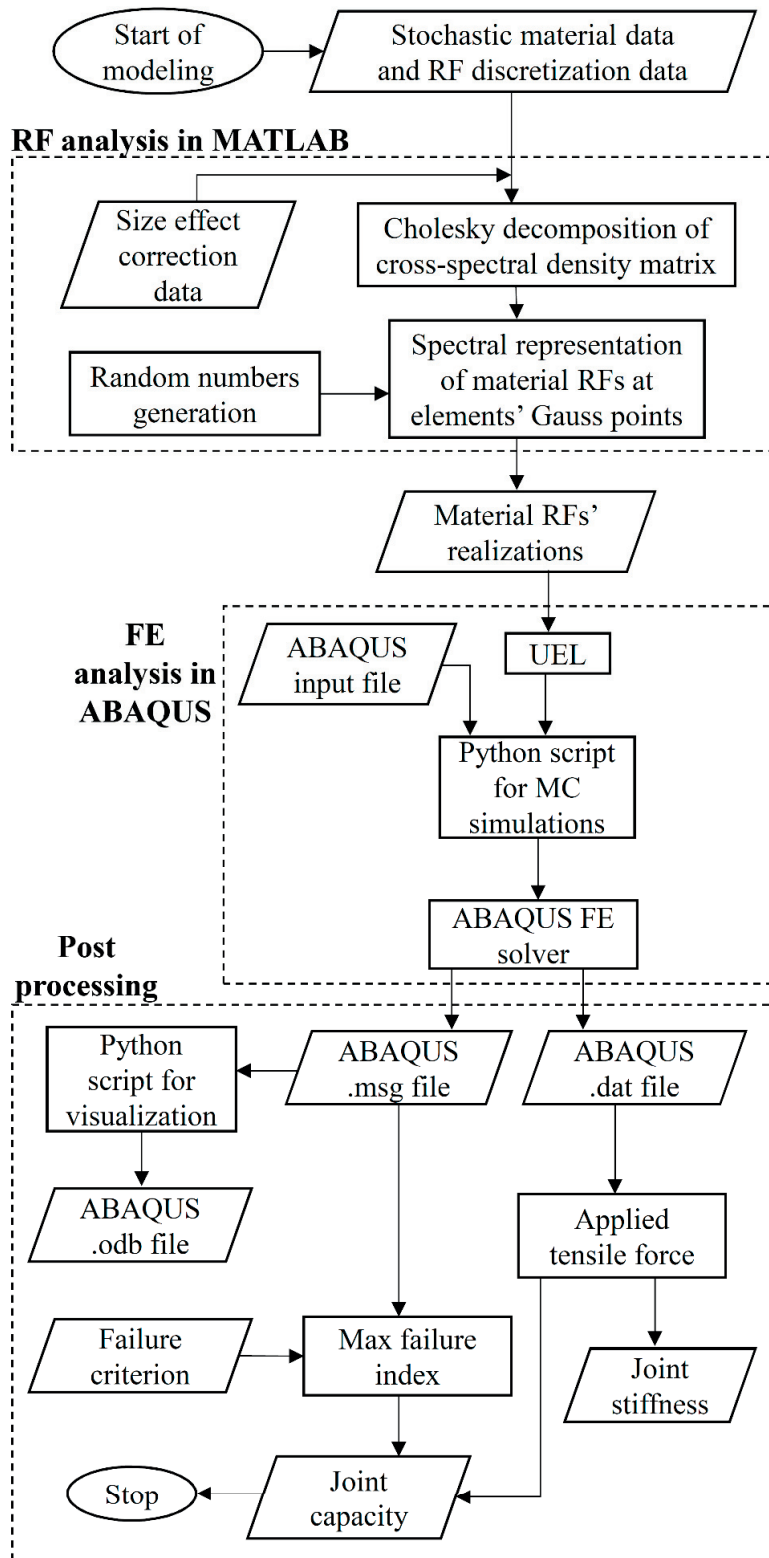 Start of
modeling
Stochastic material data
and RF discretization data
RF analysis in MATLAB
Size effect
correction
data
Cholesky decomposition of
cross-spectral density matrix
Random numbers
generation
Spectral representation
of material RFs at
elements’ Gauss points
Material RFs’
realizations
FE
analysis in
ABAQUS
ABAQUS
input file
UEL
Python script
for MC
simulations
ABAQUS FE
solver
Post
processing
Python
script for
visualization
ABAQUS
.msg file
ABAQUS
.dat file
ABAQUS
.odb file
Applied
tensile force
Failure
criterion
Max failure
index
Joint
stiffness
Stop
Joint
capacity